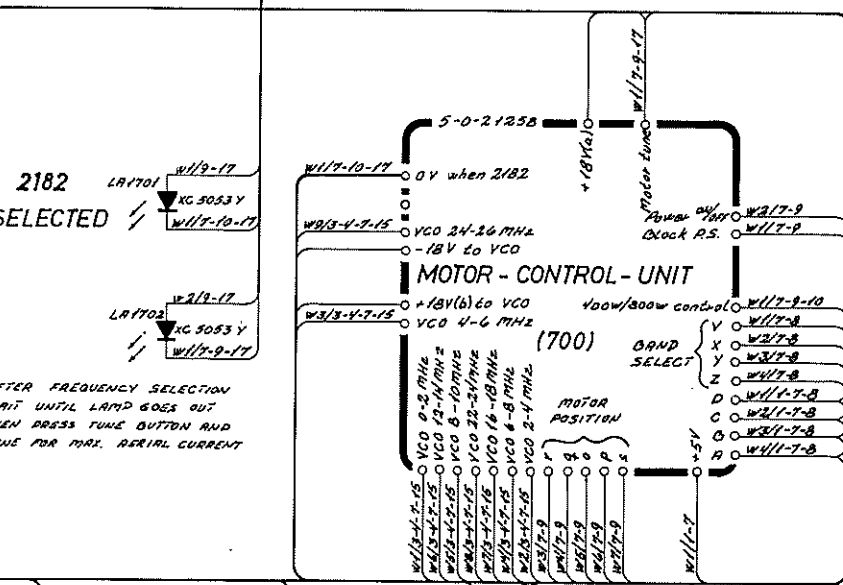 2182
SELECTED
LA1701
w1/9-17
XC 5053 Y
w1/7-10-17
LA1702
w2/9-17
XC 5053 Y
w1/7-9-17
FTER FREQUENCY SELECTION
AIT UNTIL LAMP GOES OUT
EN PRESS TUNE BUTTON AND
NE FOR MAX. AERIAL CURRENT
5-0-2125B
+18V(a)
w1/7-9-17
Motor tune
w1/7-10-17
0V when 2182
w9/3-4-7-15
VCO 24-26 MHz
-18V to VCO
MOTOR-CONTROL-UNIT
(700)
+18V(b) to VCO
w3/3-4-7-15
VCO 4-6 MHz
Power on/off
w2/7-9
Block P.S.
w1/7-9
400w/800w control
w1/7-9-10
BAND
SELECT
V w1/7-8
X w2/7-8
Y w3/7-8
Z w4/7-8
D w1/1-7-8
C w2/1-7-8
B w3/1-7-8
A w4/1-7-8
VCO 0-2 MHz
VCO 12-14 MHz
VCO 8-10 MHz
VCO 22-24 MHz
VCO 16-18 MHz
VCO 6-8 MHz
VCO 2-4 MHz
MOTOR
POSITION
r
q
o
p
s
+5V
w1/3-4-7-15
w6/3-4-7-15
w5/3-4-7-15
w8/3-4-7-15
w7/3-4-7-15
w4/3-4-7-15
w2/3-4-7-15
w3/7-9
w4/7-9
w5/7-9
w6/7-9
w7/7-9
w1/1-7